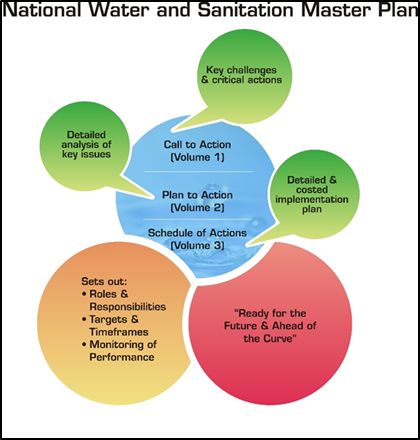 National Water and Sanitation Master Plan
Key challenges
& critical actions
Detailed
analysis of
key issues
Call to Action
(Volume 1)
Plan to Action
(Volume 2)
Schedule of Actions
(Volume 3)
Detailed &
costed
implementation
plan
Sets out:
• Roles &
Responsibilities
• Targets &
Timeframes
• Monitoring of
Performance
"Ready for the
Future & Ahead of
the Curve"